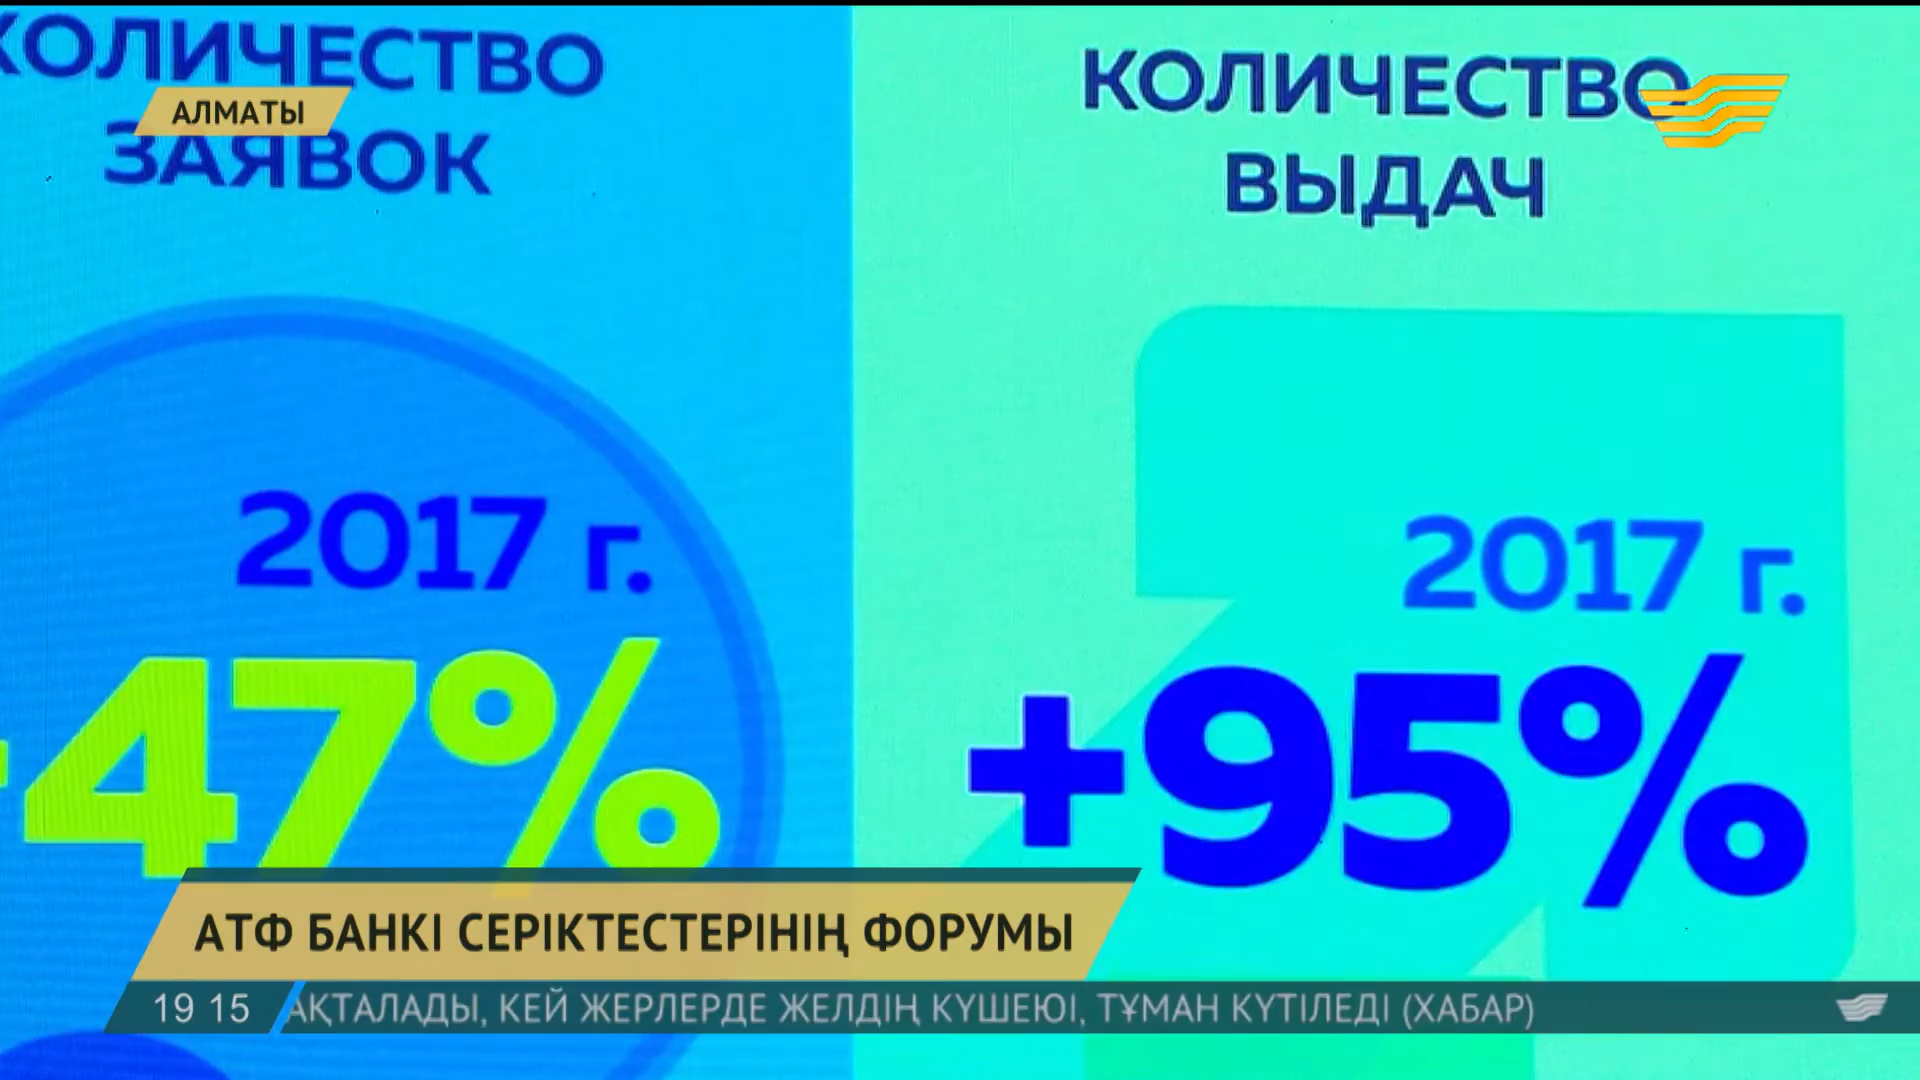 КОЛИЧЕСТВО
ЗАЯВОК
АЛМАТЫ
2017 г.
+47%
КОЛИЧЕСТВО
ВЫДАЧ
2017 г.
+95%
АТФ БАНКІ СЕРІКТЕСТЕРІНІҢ ФОРУМЫ
19 15
АҚТАЛАДЫ, КЕЙ ЖЕРЛЕРДЕ ЖЕЛДІҢ КҮШЕЮІ, ТҰМАН КҮТІЛЕДІ (ХАБАР)